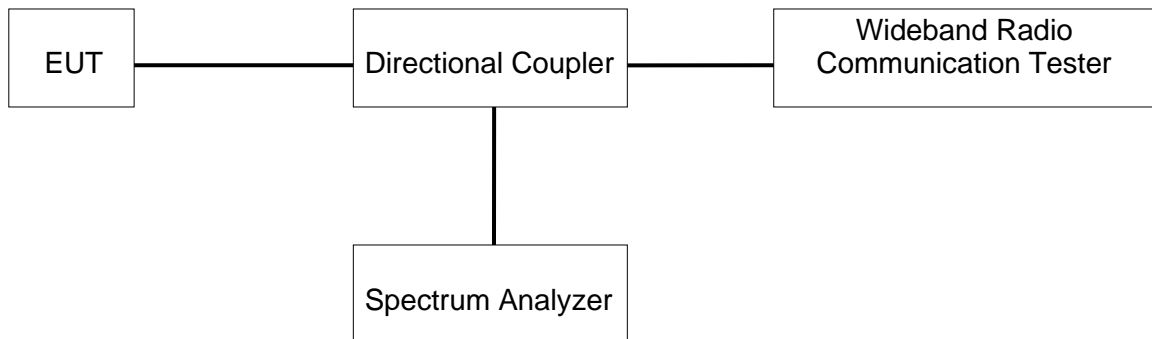 EUT
Directional Coupler
Wideband Radio
Communication Tester
Spectrum Analyzer